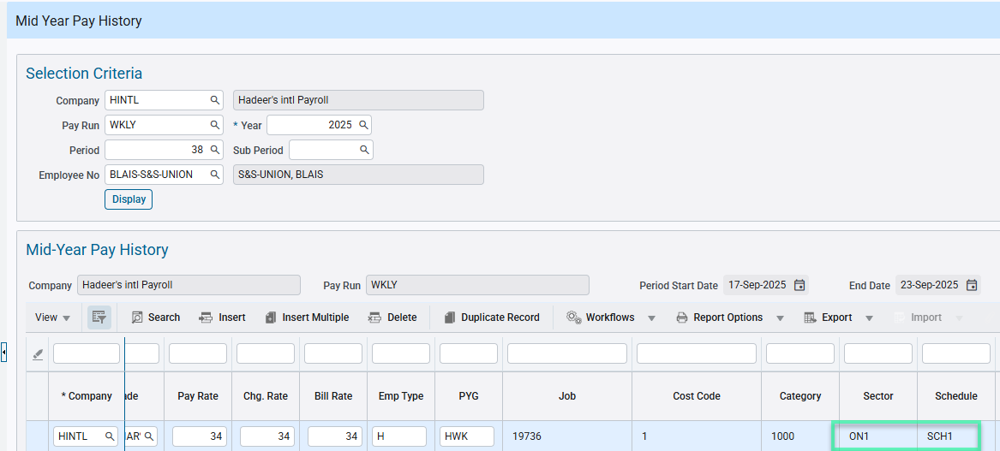 Mid Year Pay History
Selection Criteria
Company HINTL Hadeer's intl Payroll
Pay Run WKLY * Year 2025
Period 38 Sub Period
Employee No BLAIS-S&S-UNION S&S-UNION, BLAIS
Display
Mid-Year Pay History
Company Hadeer's intl Payroll Pay Run WKLY Period Start Date 17-Sep-2025 End Date 23-Sep-2025
View Search Insert Insert Multiple Delete Duplicate Record Workflows Report Options Export Import
* Company de Pay Rate Chg. Rate Bill Rate Emp Type PYG Job Cost Code Category Sector Schedule
HINTL 34 34 34 H HWK 19736 1 1000 ON1 SCH1